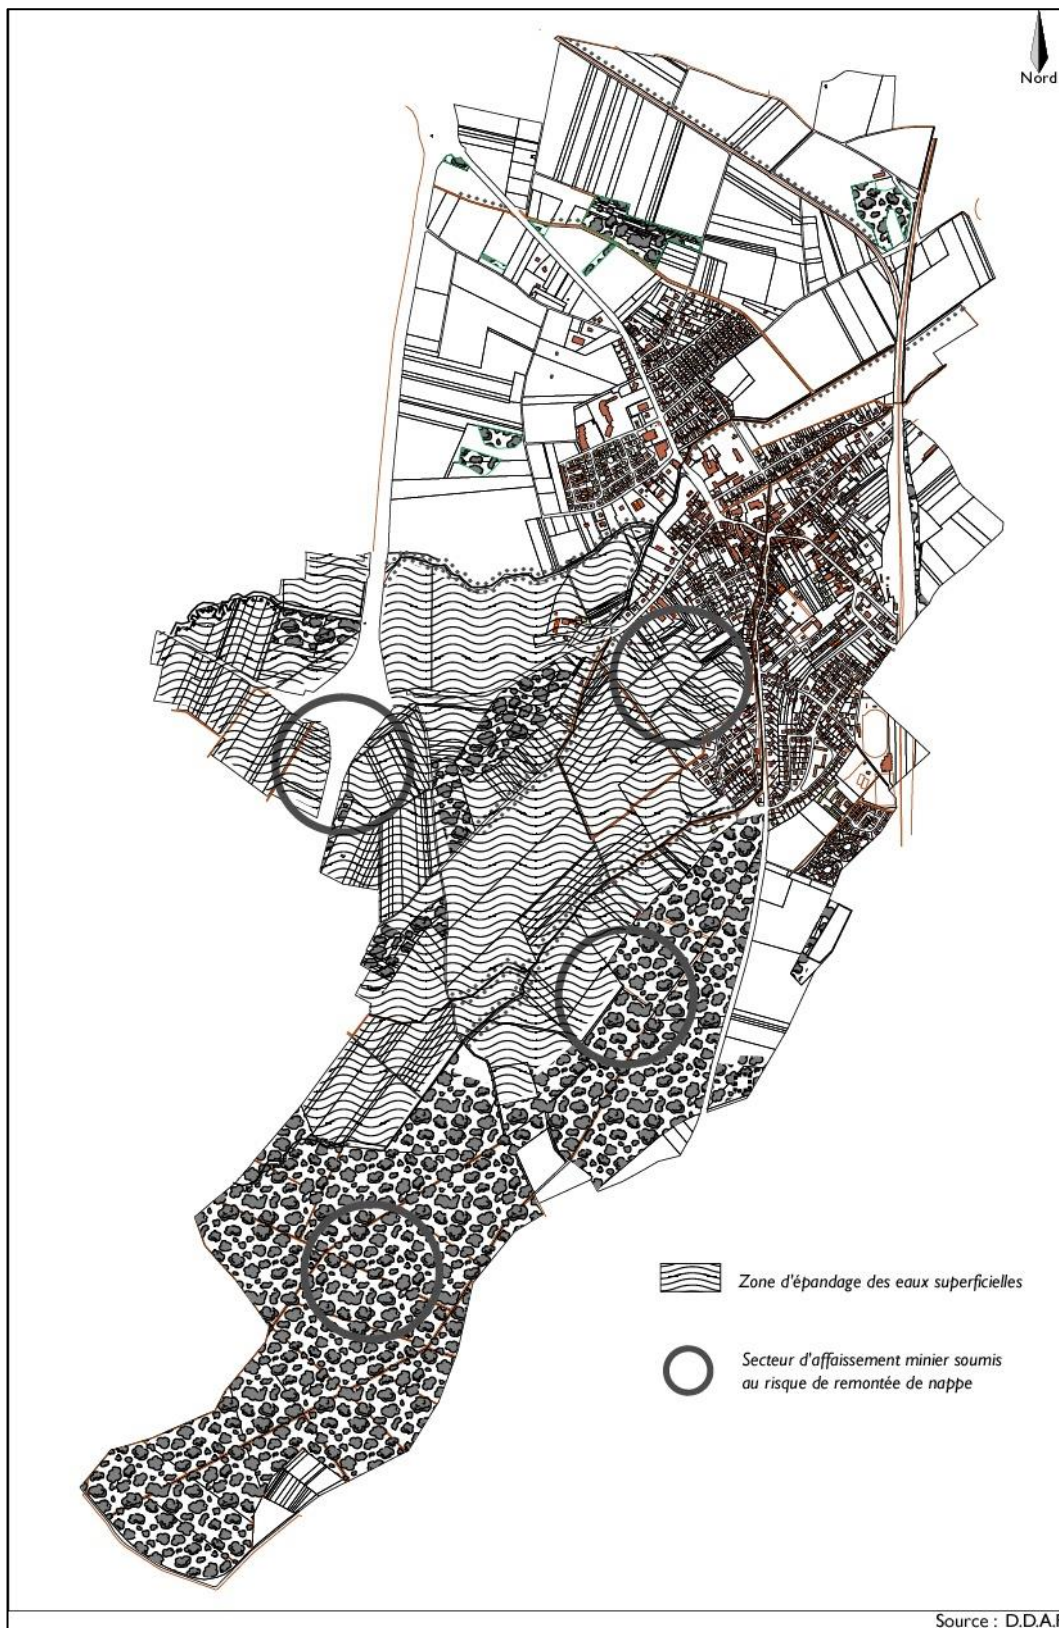 Nord
Zone d'épandage des eaux superficielles
Secteur d'affaissement minier soumis
au risque de remontée de nappe
Source : D.D.A.F